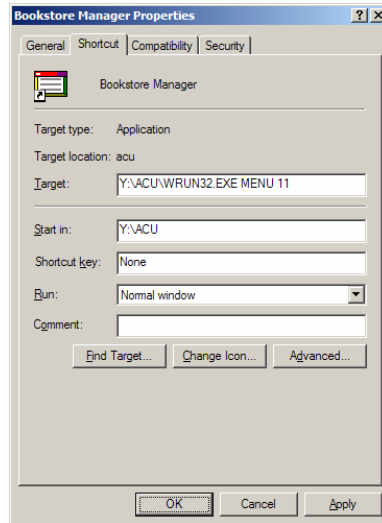 Bookstore Manager Properties
General Shortcut Compatibility Security
Bookstore Manager
Target type: Application
Target location: acu
Target: Y:\ACU\WRUN32.EXE MENU 11
Start in: Y:\ACU
Shortcut key: None
Run: Normal window
Comment:
Find Target... Change Icon... Advanced...
OK Cancel Apply